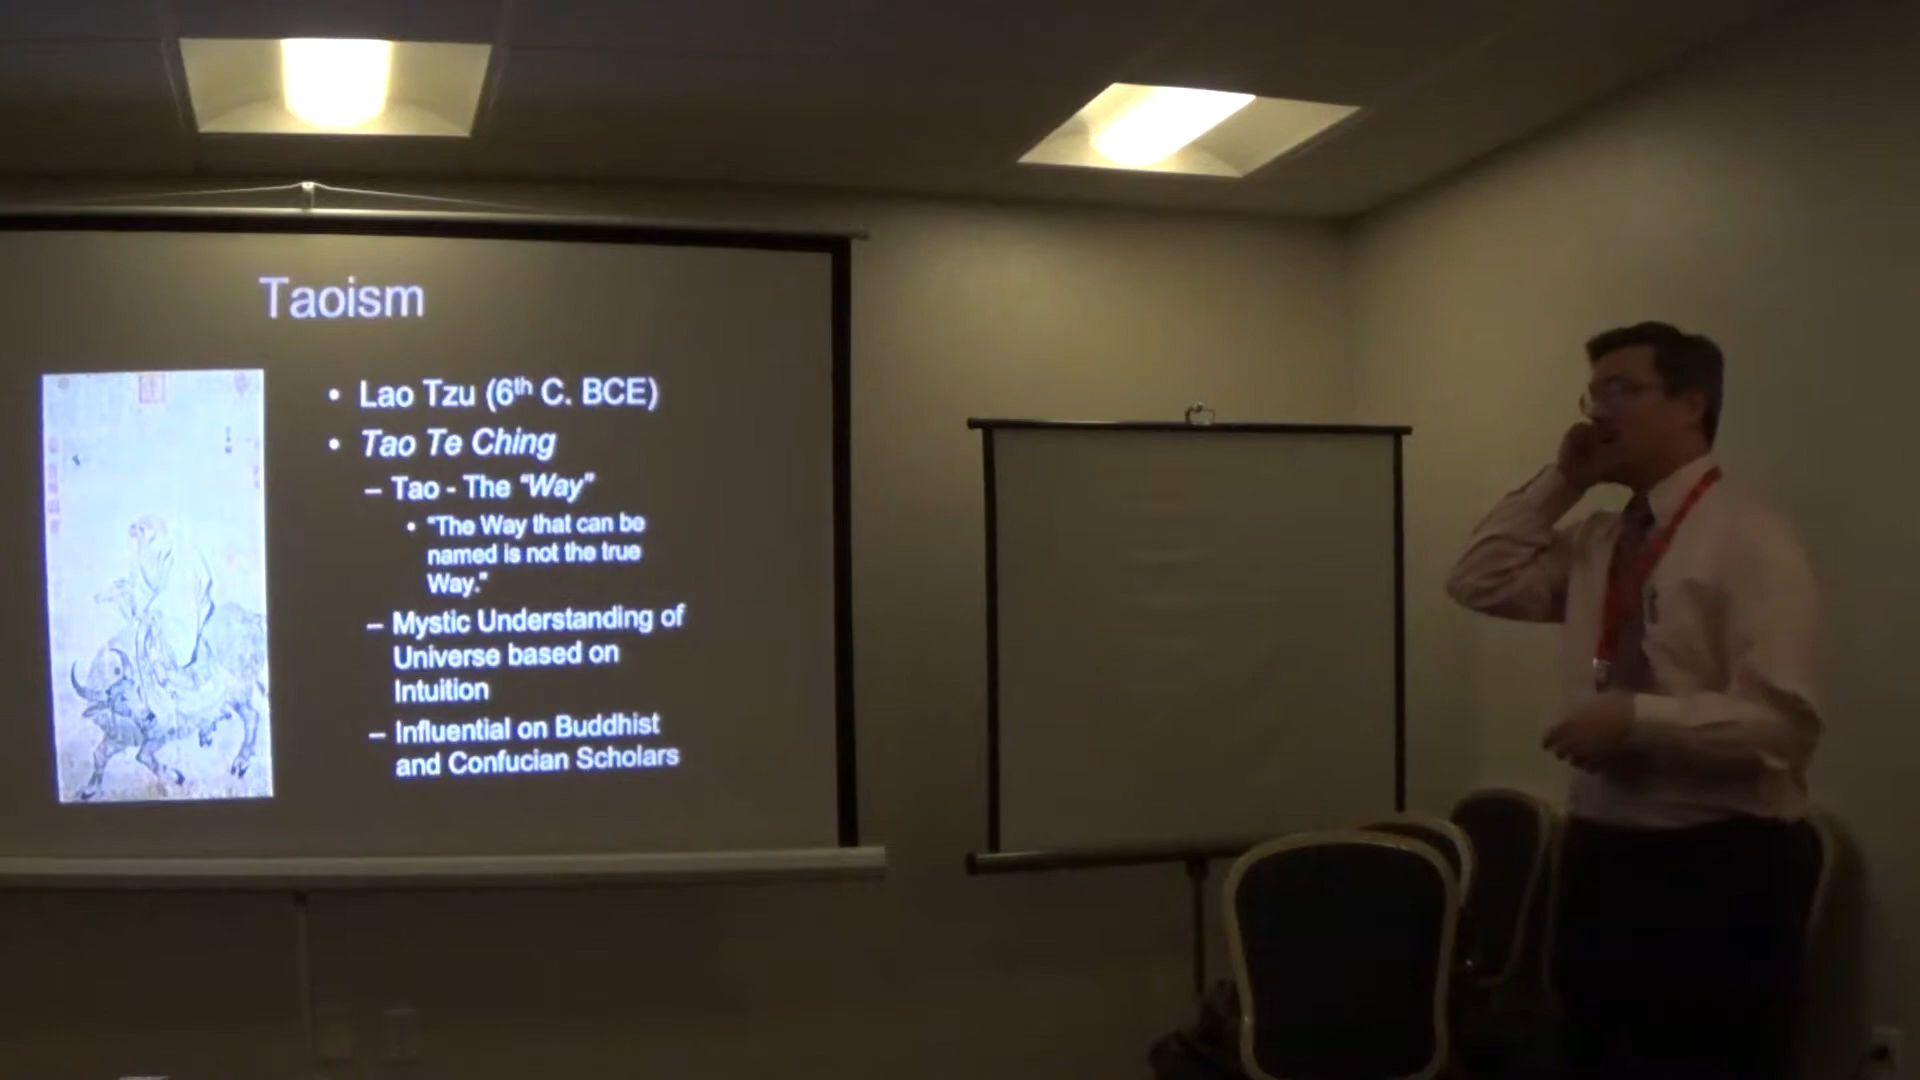 Taoism
• Lao Tzu (6th C. BCE)
• Tao Te Ching
– Tao - The “Way”
• “The Way that can be
named is not the true
Way.”
– Mystic Understanding of
Universe based on
Intuition
– Influential on Buddhist
and Confucian Scholars